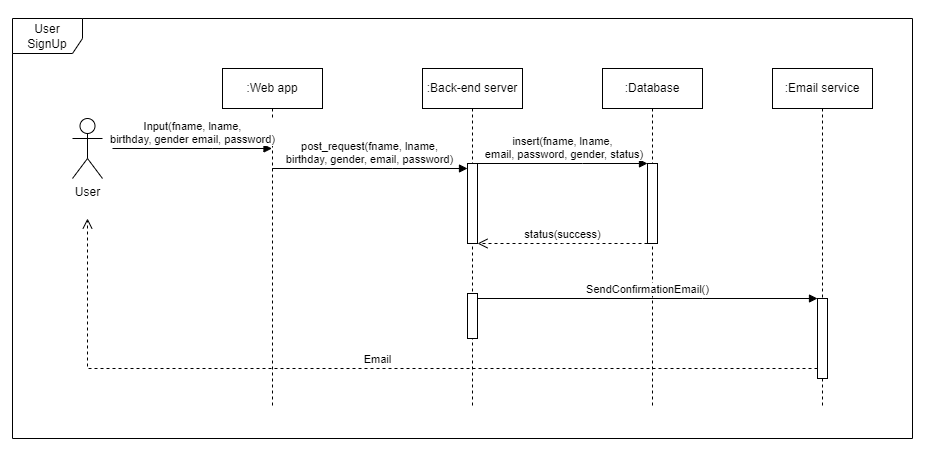 User
SignUp
:Web app
:Back-end server
:Database
:Email service
Input(fname, lname,
birthday, gender email, password)
post_request(fname, lname,
birthday, gender, email, password)
insert(fname, lname,
email, password, gender, status)
User
status(success)
SendConfirmationEmail()
Email